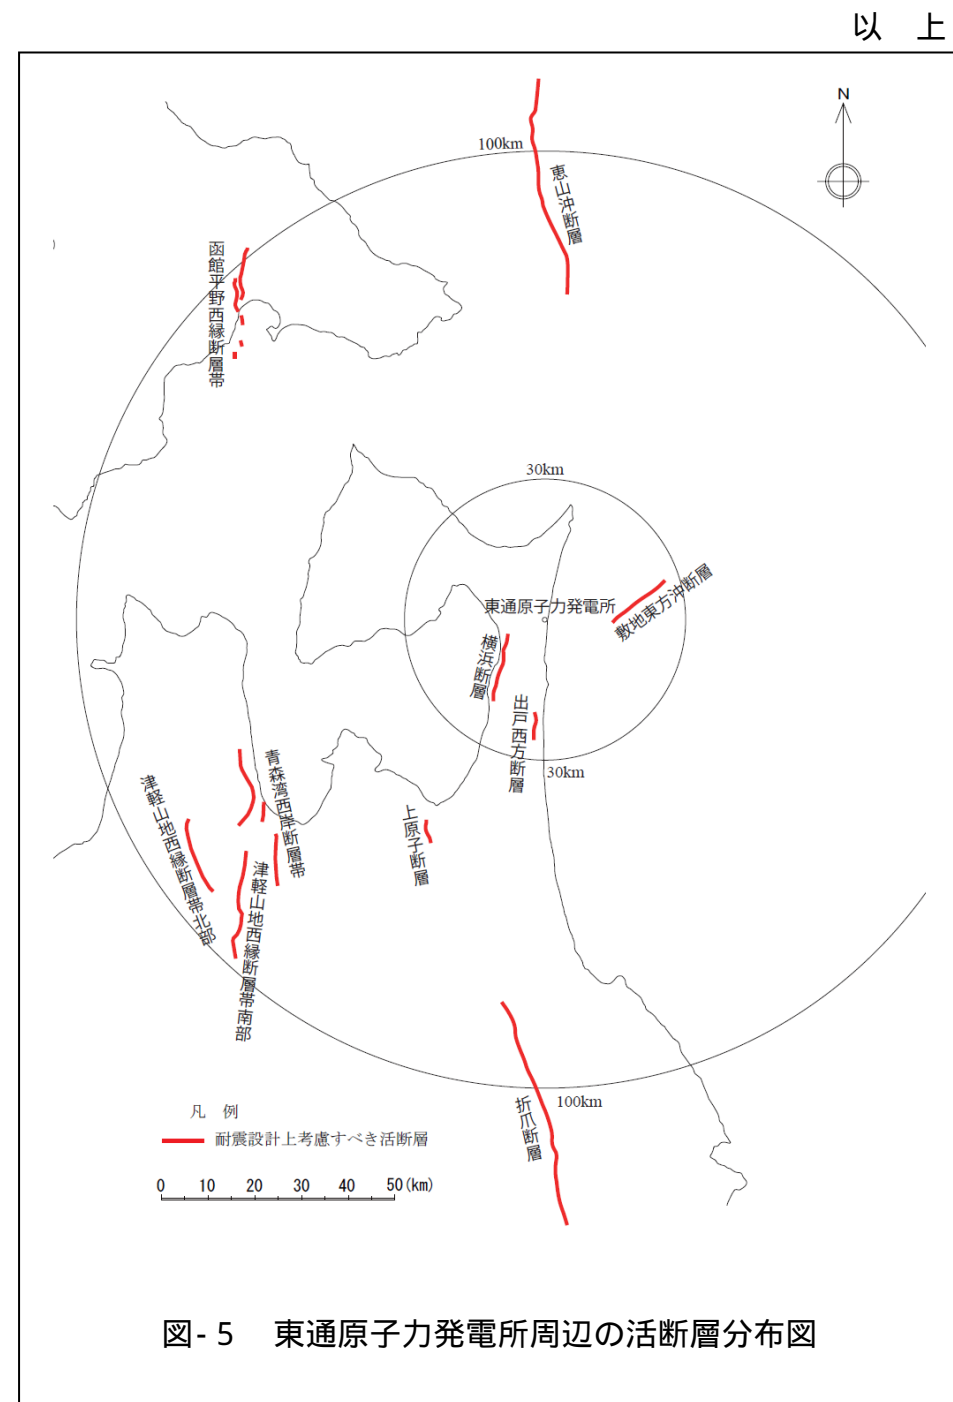 以 上
N
100km
恵山沖断層
函館平野西縁断層帯
30km
東通原子力発電所
敷地東方沖断層
横浜断層
出戸西方断層
30km
青森湾西岸断層帯
津軽山地西縁断層帯北部
上原子断層
津軽山地西縁断層帯南部
100km
折爪断層
凡 例
耐震設計上考慮すべき活断層
0 10 20 30 40 50(km)
図-5 東通原子力発電所周辺の活断層分布図